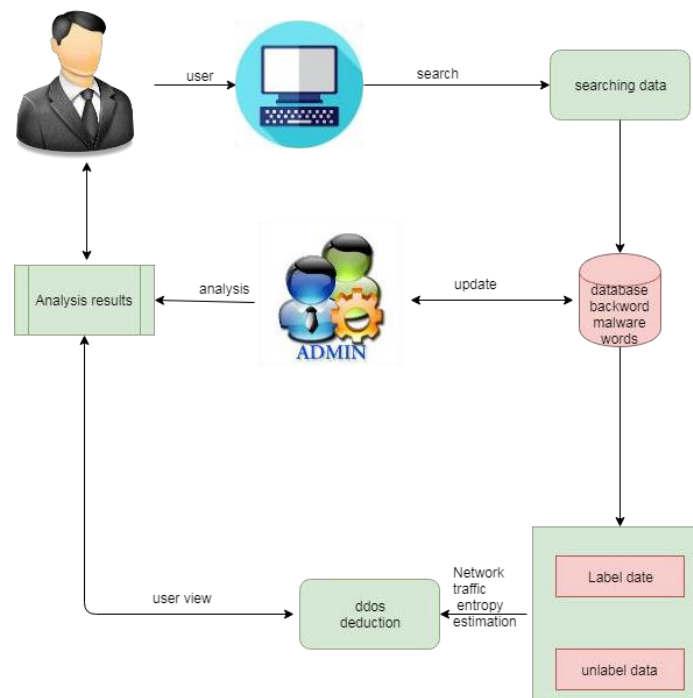 user
search
searching data
Analysis results
analysis
ADMIN
update
database
backword
malware
words
Label date
unlabel data
Network
traffic
entropy
estimation
ddos
deduction
user view